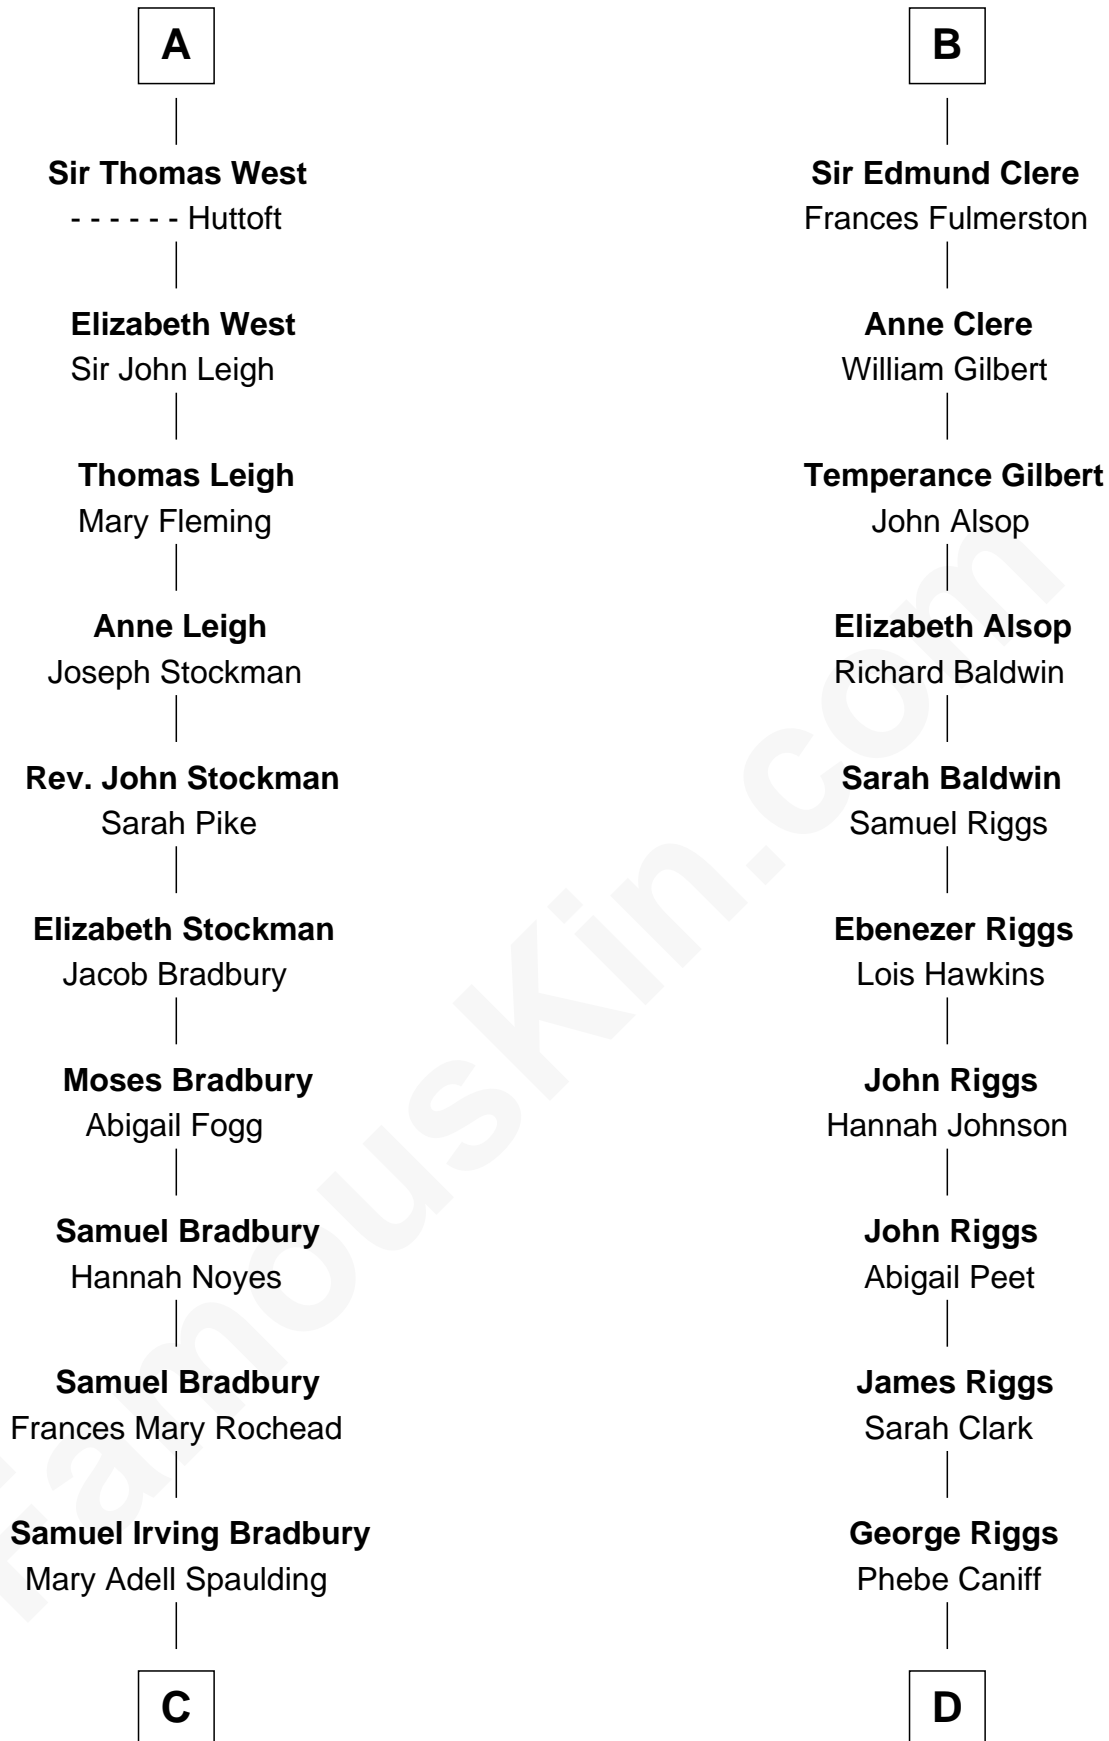 A
Sir Thomas West
- - - - - - Huttoft
Elizabeth West
Sir John Leigh
Thomas Leigh
Mary Fleming
Anne Leigh
Joseph Stockman
Rev. John Stockman
Sarah Pike
Elizabeth Stockman
Jacob Bradbury
Moses Bradbury
Abigail Fogg
Samuel Bradbury
Hannah Noyes
Samuel Bradbury
Frances Mary Rochead
Samuel Irving Bradbury
Mary Adell Spaulding
C
B
Sir Edmund Clere
Frances Fulmerston
Anne Clere
William Gilbert
Temperance Gilbert
John Alsop
Elizabeth Alsop
Richard Baldwin
Sarah Baldwin
Samuel Riggs
Ebenezer Riggs
Lois Hawkins
John Riggs
Hannah Johnson
John Riggs
Abigail Peet
James Riggs
Sarah Clark
George Riggs
Phebe Caniff
D
FamousKin.com